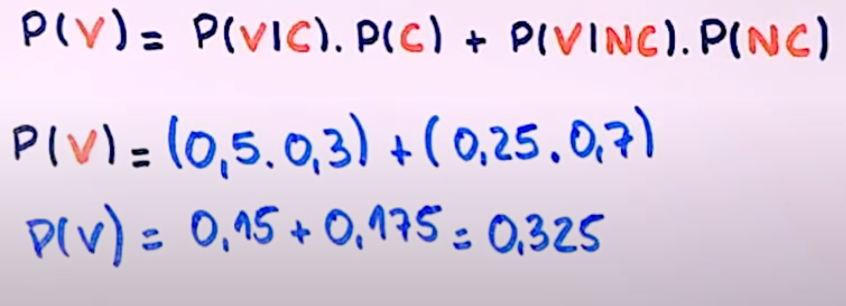 P(V) = P(V|C). P(C) + P(V|NC). P(NC)
P(V) = (0,5. 0,3) + (0,25. 0,7)
P(V) = 0,15 + 0,175 = 0,325